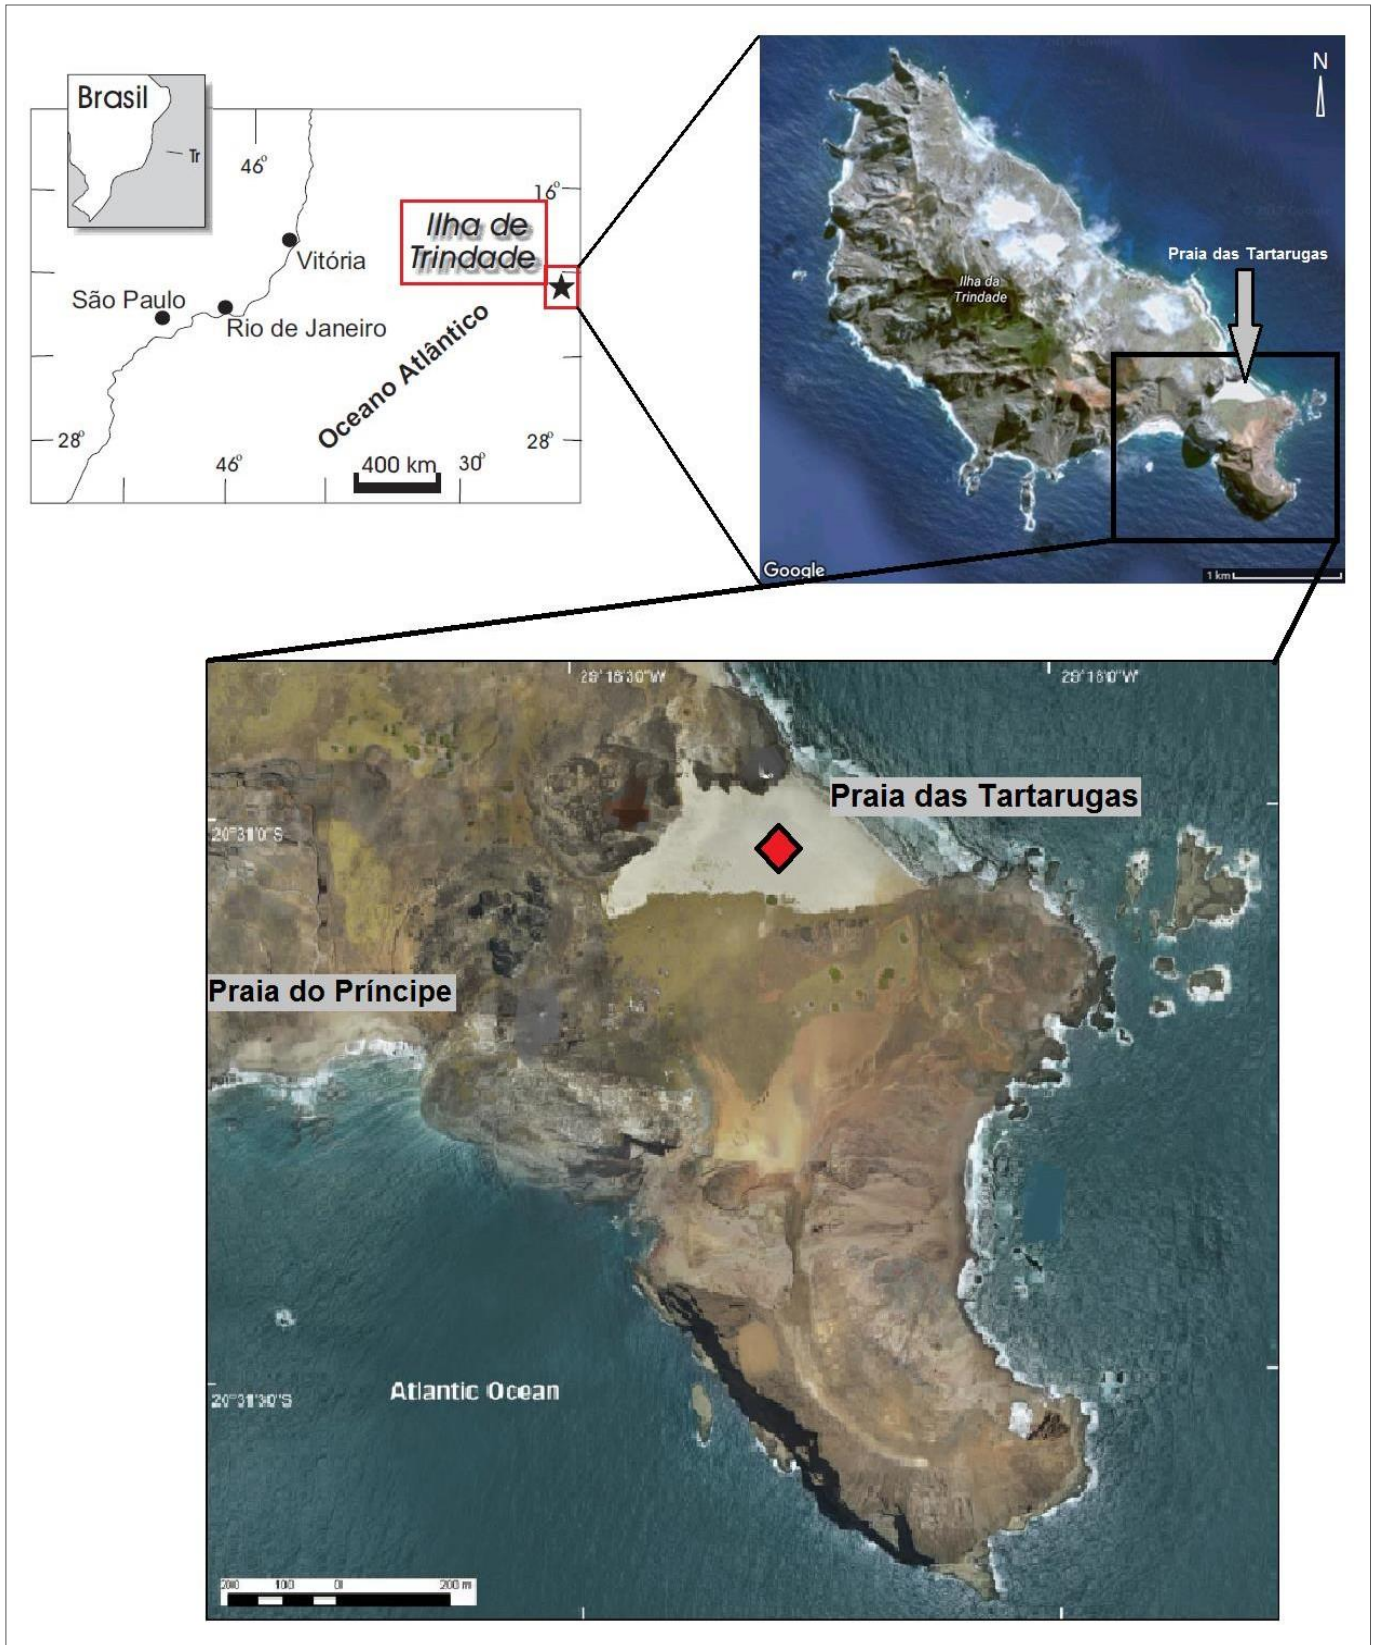 Brasil
Tr
46°
16°
Ilha de
Trindade
Vitória
São Paulo
Rio de Janeiro
Oceano Atlântico
28°
46°
400 km
30°
28°
N
Praia das Tartarugas
Ilha da
Trindade
Google
1 km
29°18'30"W
29°18'0"W
Praia das Tartarugas
20°31'0"S
Praia do Príncipe
20°31'30"S
Atlantic Ocean
200 100 0 200 m